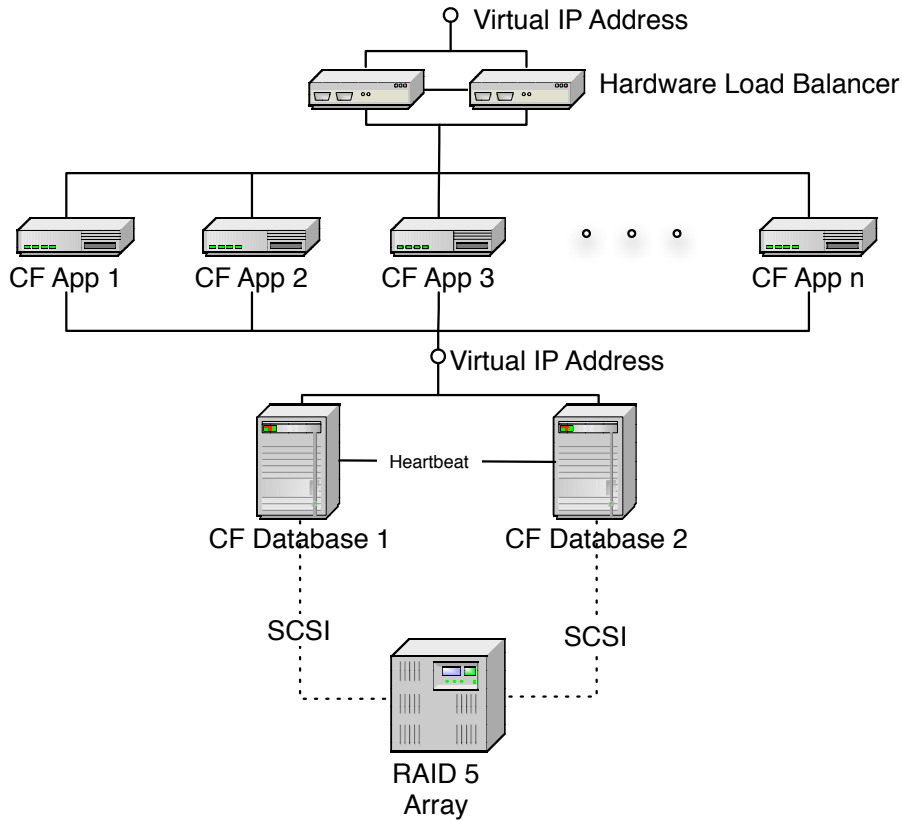 Virtual IP Address
Hardware Load Balancer
CF App 1
CF App 2
CF App 3
CF App n
Virtual IP Address
Heartbeat
CF Database 1
CF Database 2
SCSI
SCSI
RAID 5
Array